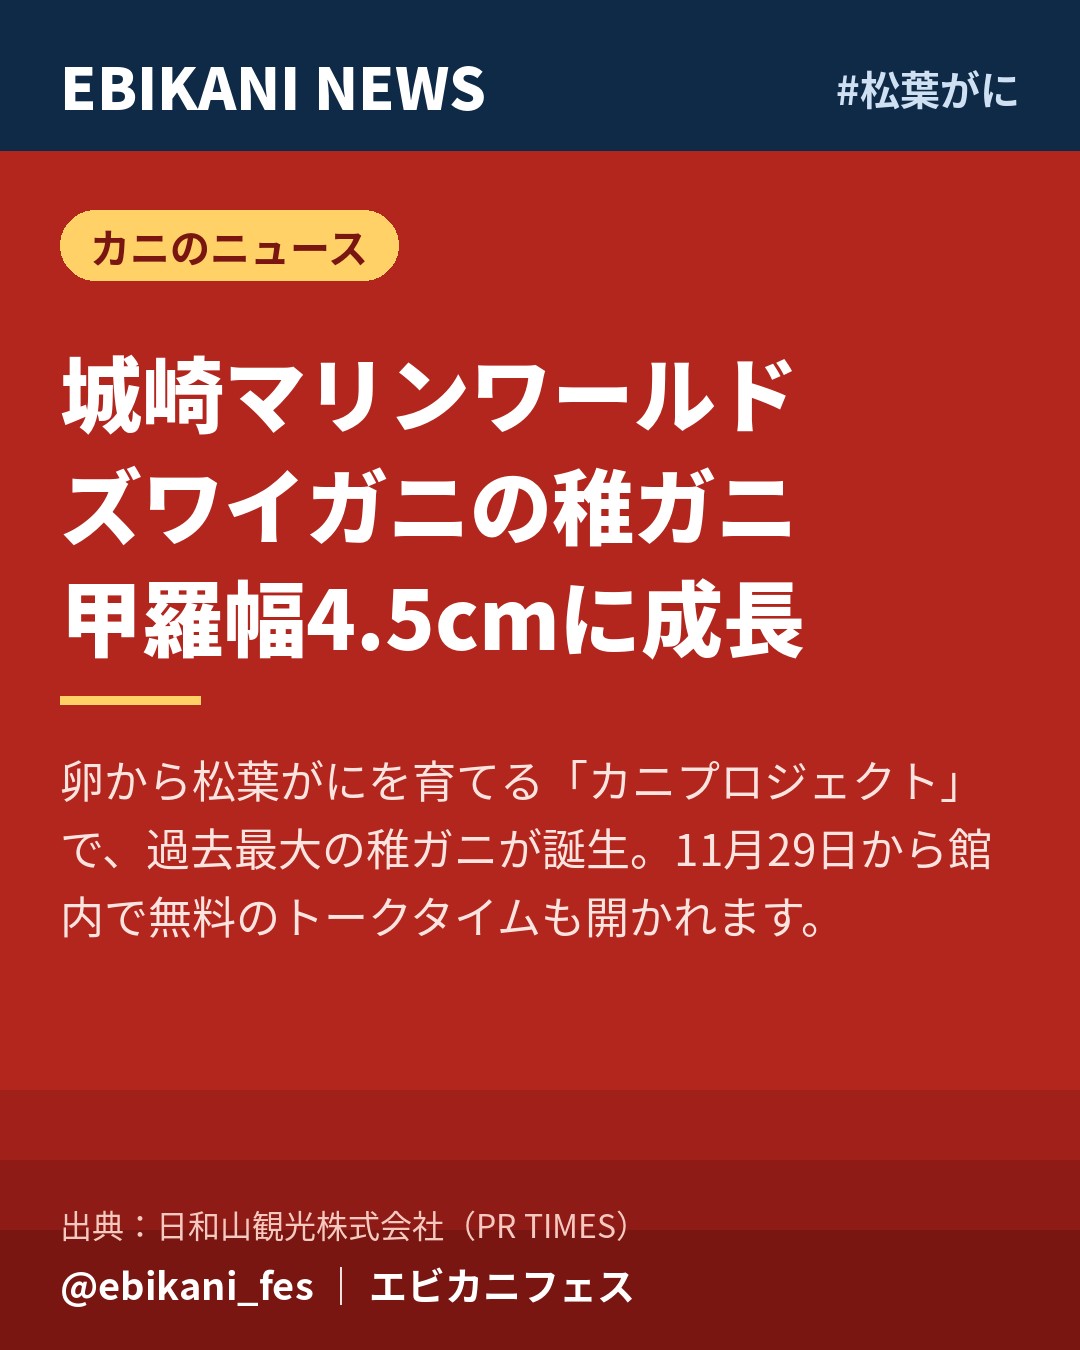 EBIKANI NEWS
#松葉がに
カニのニュース
城崎マリンワールド
ズワイガニの稚ガニ
甲羅幅4.5cmに成長
卵から松葉がにを育てる「カニプロジェクト」
で、過去最大の稚ガニが誕生。11月29日から館
内で無料のトークタイムも開かれます。
出典：日和山観光株式会社（PR TIMES）
@ebikani_fes ｜ エビカニフェス